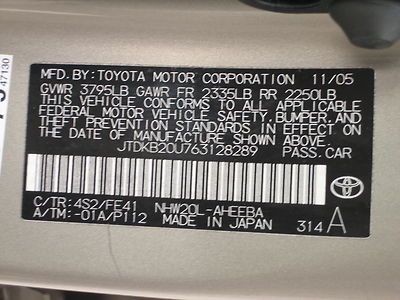 47130
MFD. BY: TOYOTA MOTOR CORPORATION 11/05
GVWR 3795LB GAWR FR 2335LB RR 2250LB
THIS VEHICLE CONFORMS TO ALL APPLICABLE
FEDERAL MOTOR VEHICLE SAFETY, BUMPER, AND
THEFT PREVENTION STANDARDS IN EFFECT ON
THE DATE OF MANUFACTURE SHOWN ABOVE.
JTDKB20U763128289 PASS. CAR
TOYOTA
C/TR: 4S2/FE41 NHW20L-AHEEBA
A/TM: -01A/P112 MADE IN JAPAN 314 A